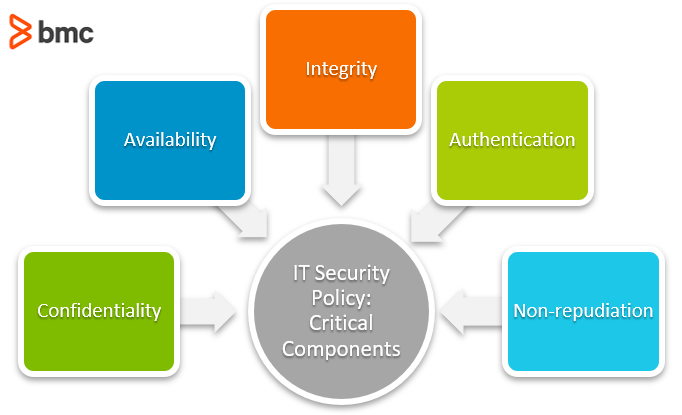 bmc
Integrity
Availability
Authentication
Confidentiality
IT Security
Policy:
Critical
Components
Non-repudiation